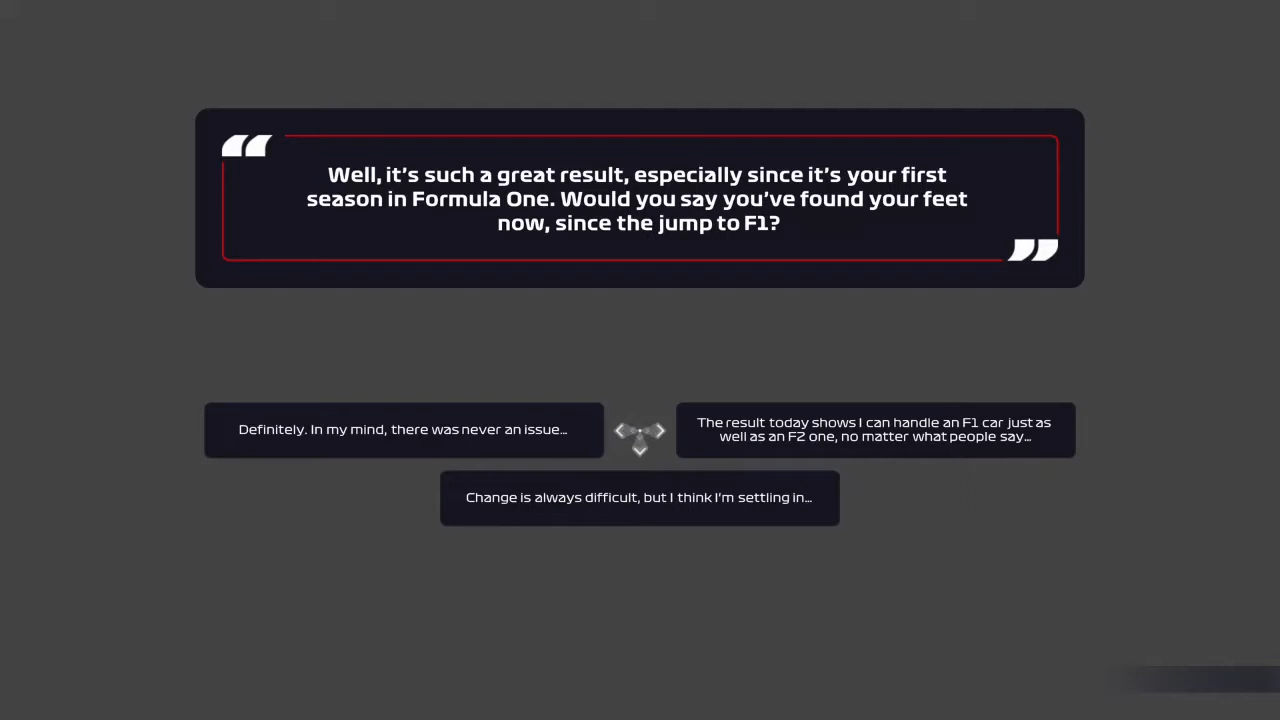 Well, it's such a great result, especially since it's your first
season in Formula One. Would you say you've found your feet
now, since the jump to F1?
Definitely. In my mind, there was never an issue...
The result today shows I can handle an F1 car just as
well as an F2 one, no matter what people say...
Change is always difficult, but I think I'm settling in...